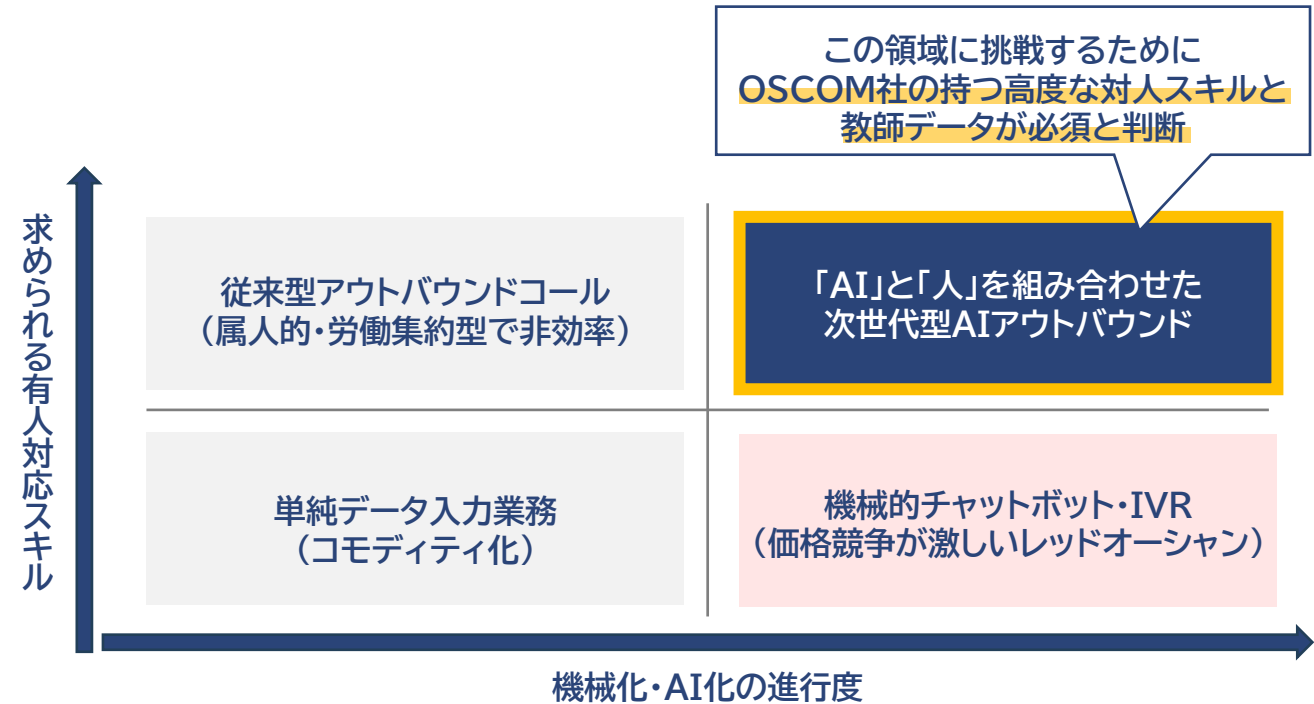 この領域に挑戦するために
OSCOM社の持つ高度な対人スキルと
教師データが必須と判断
求められる有人対応スキル
従来型アウトバウンドコール
（属人的・労働集約型で非効率）
「AI」と「人」を組み合わせた
次世代型AIアウトバウンド
単純データ入力業務
（コモディティ化）
機械的チャットボット・IVR
（価格競争が激しいレッドオーシャン）
機械化・AI化の進行度